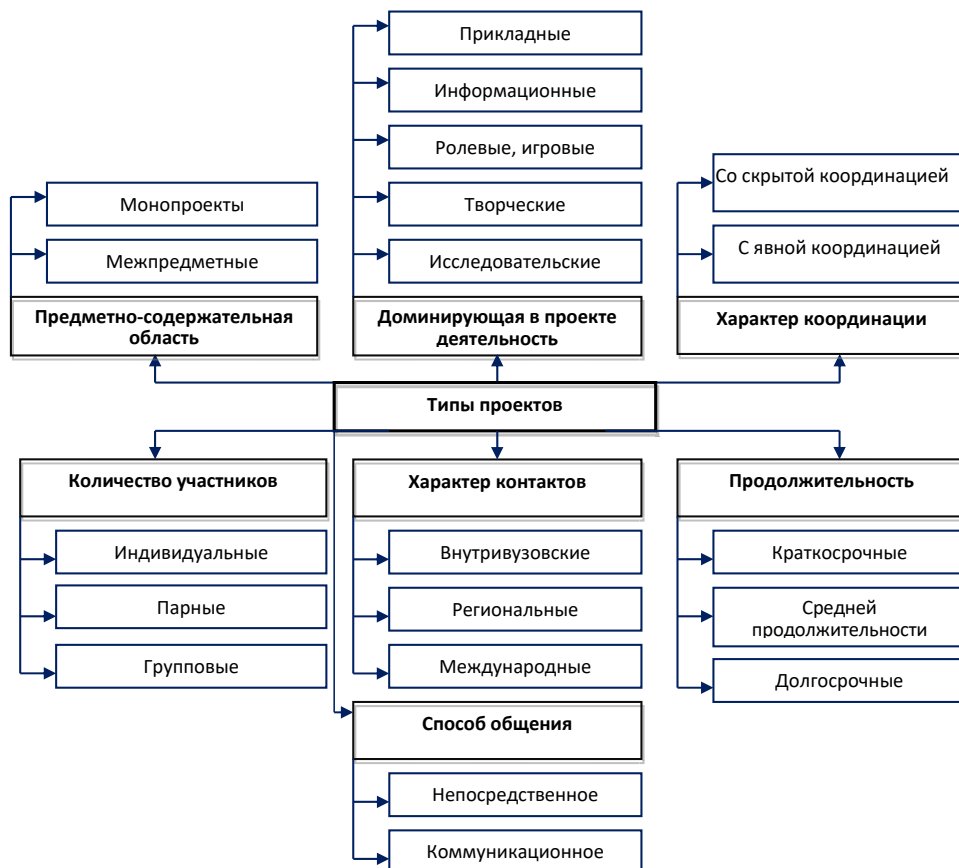 Прикладные
Информационные
Ролевые, игровые
Творческие
Исследовательские
Доминирующая в проекте
деятельность
Монопроекты
Межпредметные
Предметно-содержательная
область
Со скрытой координацией
С явной координацией
Характер координации
Типы проектов
Количество участников
Индивидуальные
Парные
Групповые
Характер контактов
Внутривузовские
Региональные
Международные
Продолжительность
Краткосрочные
Средней
продолжительности
Долгосрочные
Способ общения
Непосредственное
Коммуникационное